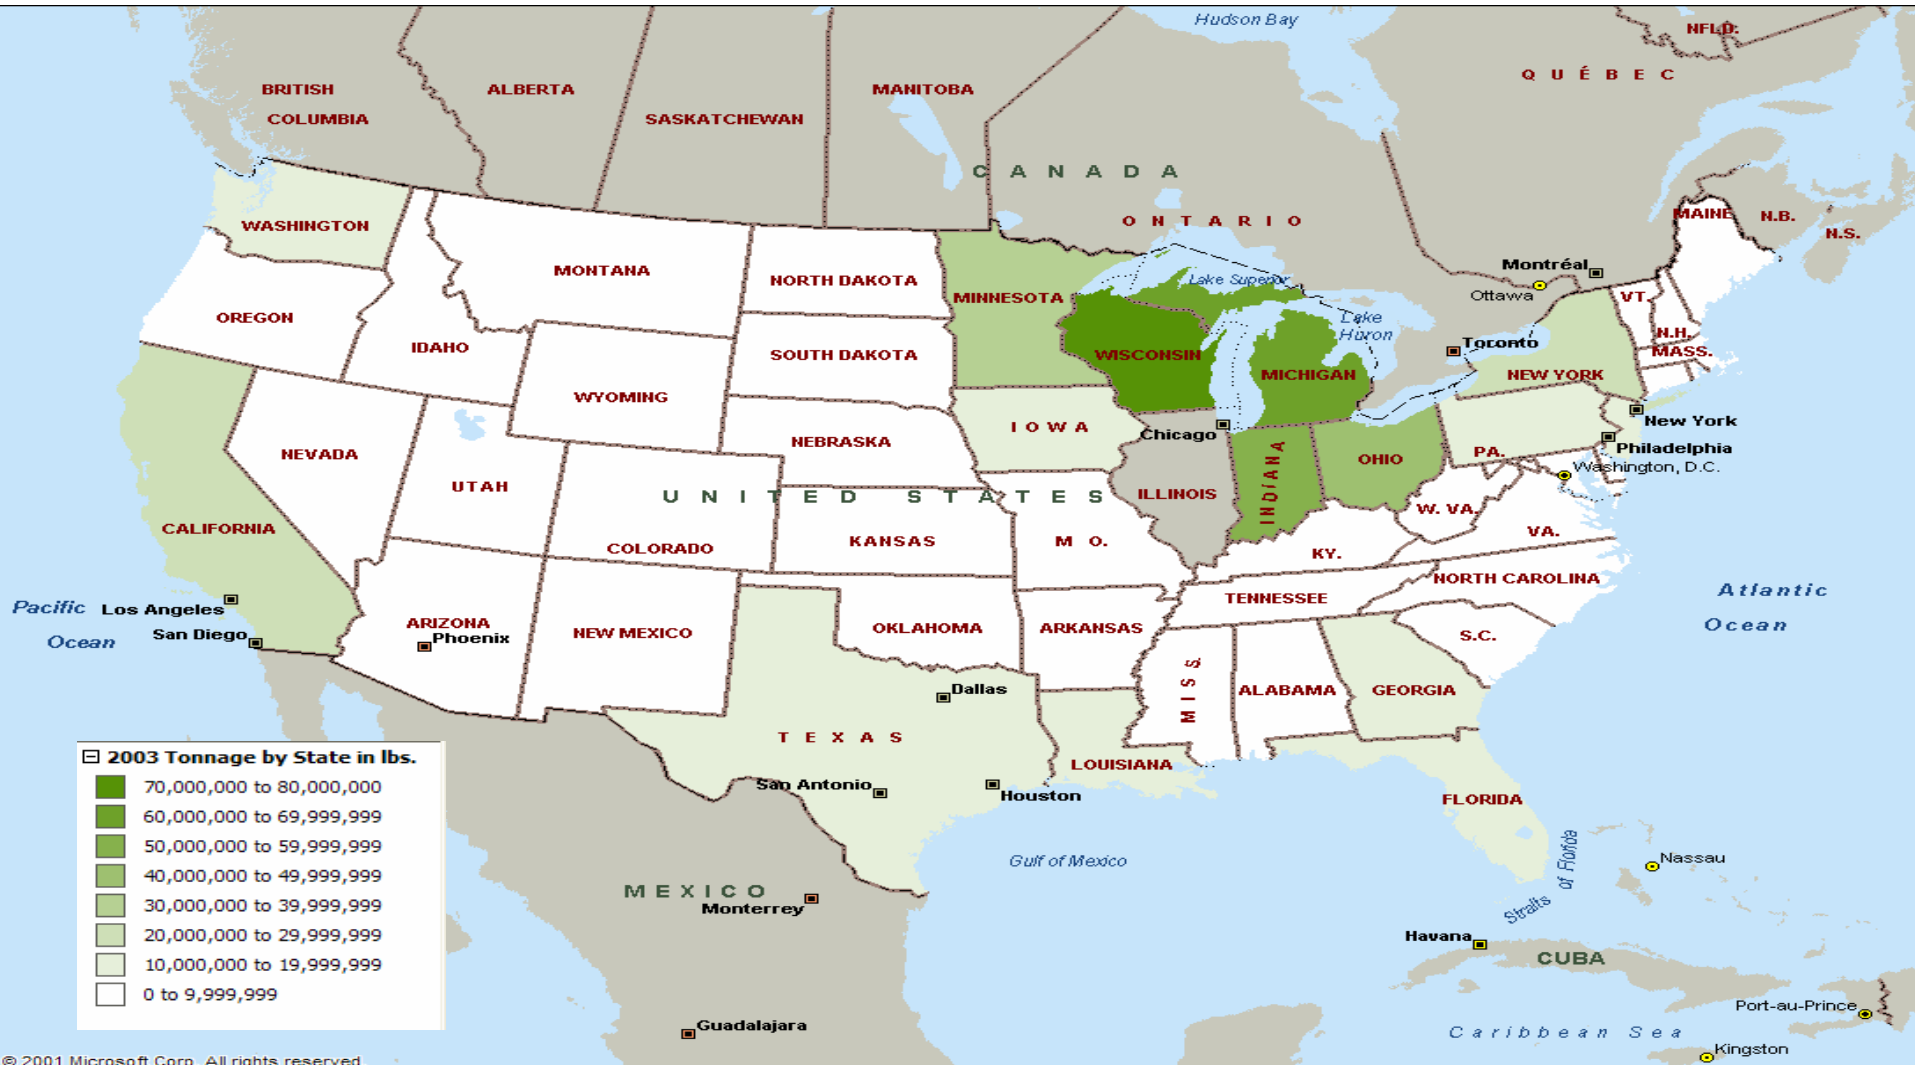 Hudson Bay
NFLD.
QUÉBEC
BRITISH
COLUMBIA
ALBERTA
SASKATCHEWAN
MANITOBA
CANADA
ONTARIO
MAINE
N.B.
N.S.
WASHINGTON
MONTANA
NORTH DAKOTA
MINNESOTA
Lake Superior
Lake
Huron
Montréal
Ottawa
VT.
N.H.
MASS.
Toronto
OREGON
IDAHO
SOUTH DAKOTA
WISCONSIN
MICHIGAN
NEW YORK
WYOMING
NEBRASKA
IOWA
Chicago
New York
Philadelphia
Washington, D.C.
NEVADA
UTAH
UNITED STATES
ILLINOIS
INDIANA
OHIO
PA.
W. VA.
VA.
CALIFORNIA
COLORADO
KANSAS
MO.
KY.
NORTH CAROLINA
TENNESSEE
Pacific
Ocean
Los Angeles
San Diego
ARIZONA
Phoenix
NEW MEXICO
OKLAHOMA
ARKANSAS
S.C.
Atlantic
Ocean
MISS.
ALABAMA
GEORGIA
Dallas
TEXAS
LOUISIANA
San Antonio
Houston
FLORIDA
2003 Tonnage by State in lbs.
70,000,000 to 80,000,000
60,000,000 to 69,999,999
50,000,000 to 59,999,999
40,000,000 to 49,999,999
30,000,000 to 39,999,999
20,000,000 to 29,999,999
10,000,000 to 19,999,999
0 to 9,999,999
Gulf of Mexico
Straits of Florida
Nassau
MEXICO
Monterrey
Havana
CUBA
Port-au-Prince
Guadalajara
Caribbean Sea
Kingston
© 2001 Microsoft Corp. All rights reserved.